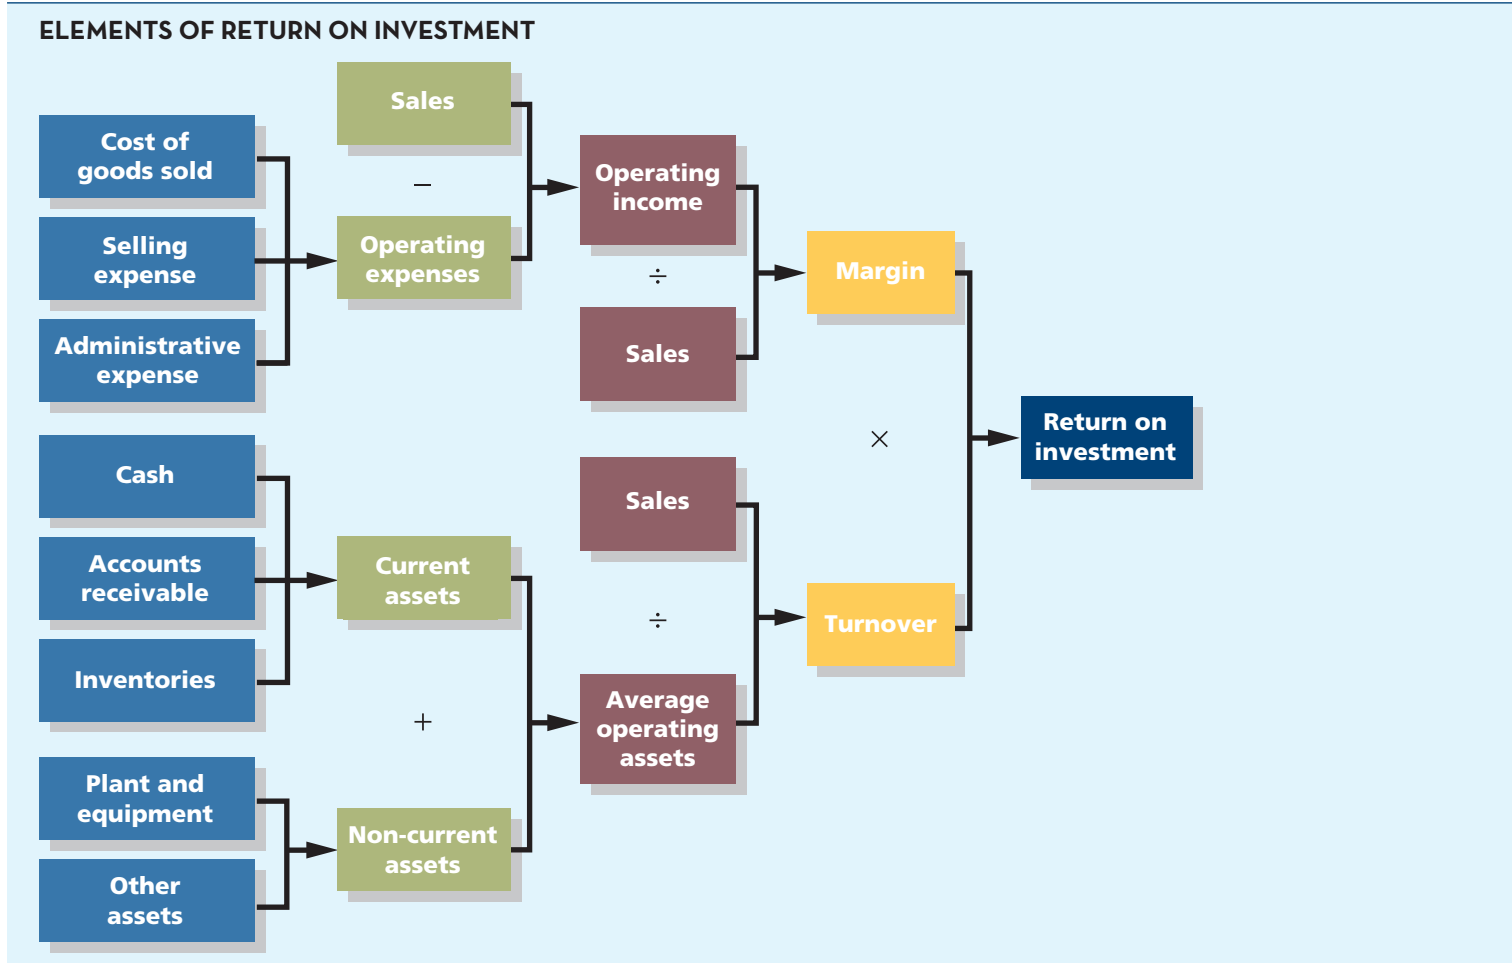 ELEMENTS OF RETURN ON INVESTMENT
Cost of
goods sold
Selling
expense
Administrative
expense
Sales
−
Operating
expenses
Operating
income
÷
Sales
Margin
Cash
Accounts
receivable
Inventories
Plant and
equipment
Other
assets
Current
assets
+
Non-current
assets
Sales
÷
Average
operating
assets
Turnover
×
Return on
investment